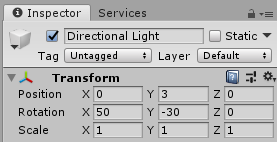 Inspector Services
Directional Light Static
Tag Untagged Layer Default
Transform
Position X 0 Y 3 Z 0
Rotation X 50 Y -30 Z 0
Scale X 1 Y 1 Z 1